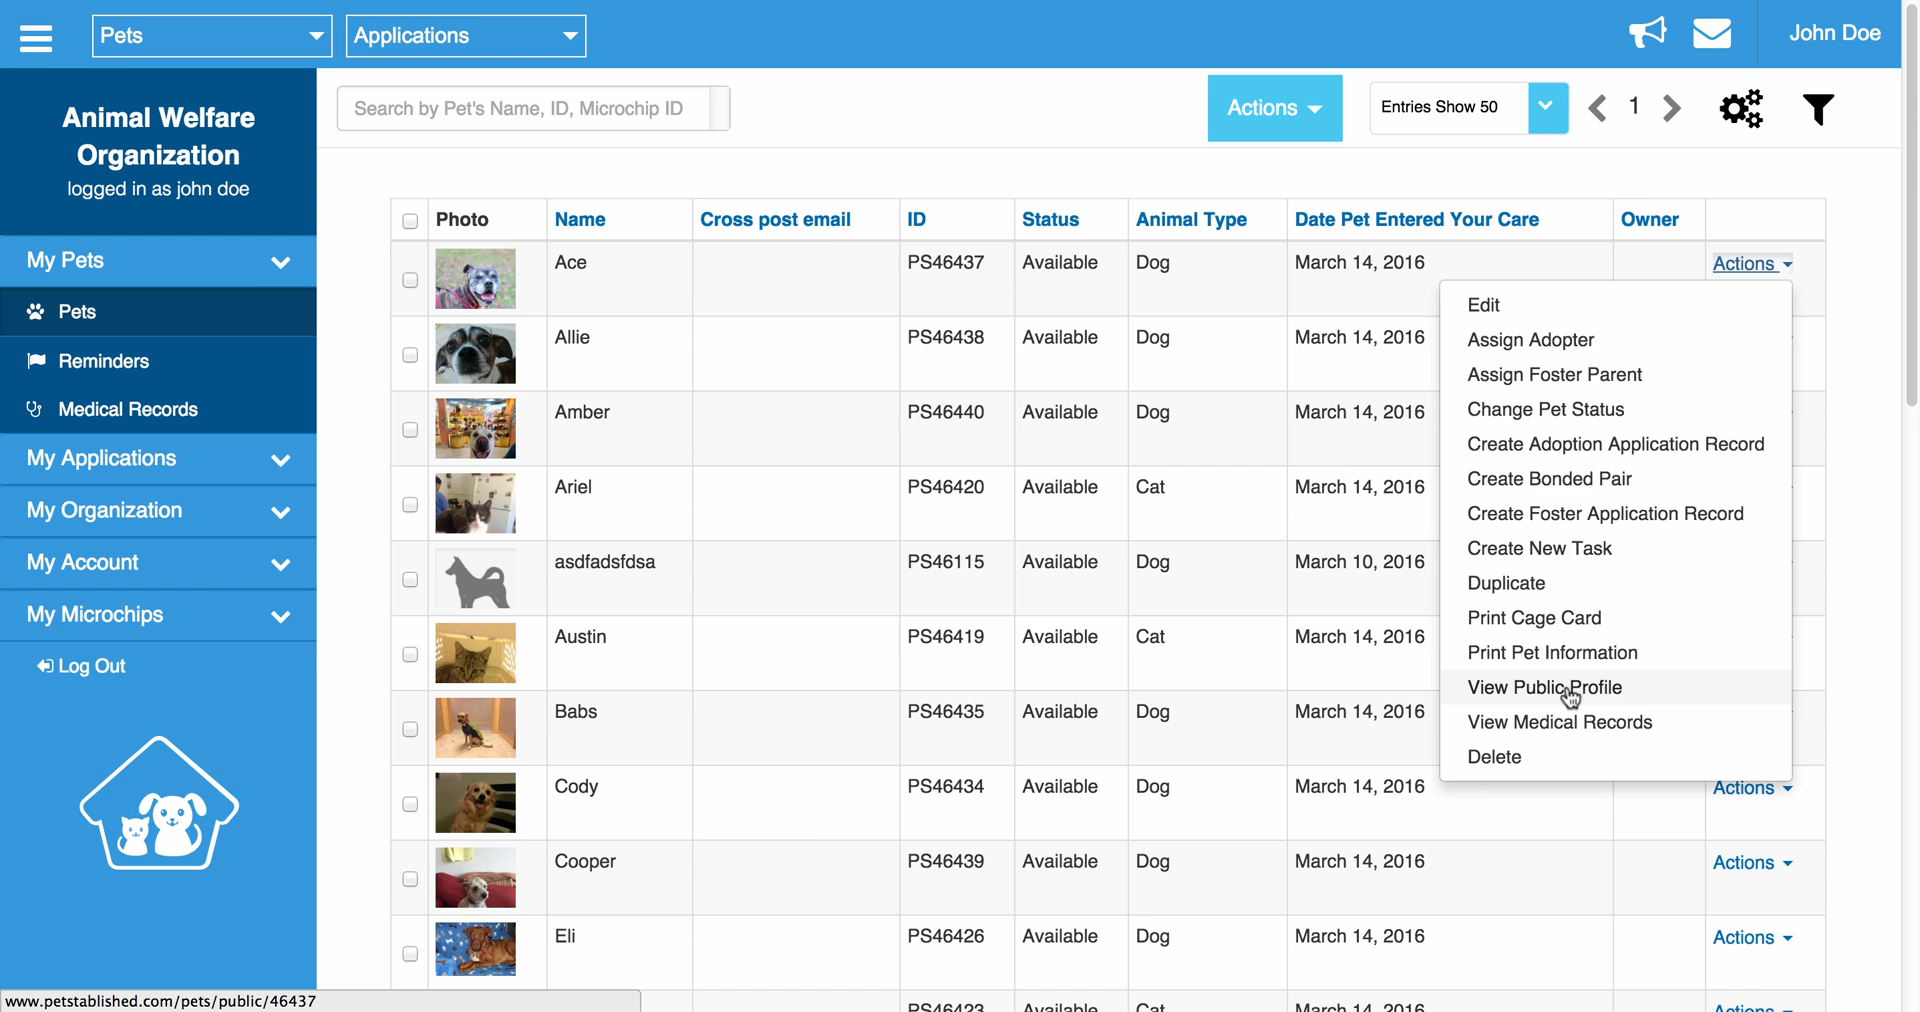 Pets
Applications
John Doe
Animal Welfare
Organization
logged in as john doe
My Pets
Pets
Reminders
Medical Records
My Applications
My Organization
My Account
My Microchips
Log Out
Search by Pet's Name, ID, Microchip ID
Actions
Entries Show 50
1
Photo Name Cross post email ID Status Animal Type Date Pet Entered Your Care Owner
Ace PS46437 Available Dog March 14, 2016 Actions
Allie PS46438 Available Dog March 14, 2016
Amber PS46440 Available Dog March 14, 2016
Ariel PS46420 Available Cat March 14, 2016
asdfadsfdsa PS46115 Available Dog March 10, 2016
Austin PS46419 Available Cat March 14, 2016
Babs PS46435 Available Dog March 14, 2016
Cody PS46434 Available Dog March 14, 2016 Actions
Cooper PS46439 Available Dog March 14, 2016 Actions
Eli PS46426 Available Dog March 14, 2016 Actions
PS46423 Available Cat March 14, 2016 Actions
Edit
Assign Adopter
Assign Foster Parent
Change Pet Status
Create Adoption Application Record
Create Bonded Pair
Create Foster Application Record
Create New Task
Duplicate
Print Cage Card
Print Pet Information
View Public Profile
View Medical Records
Delete
www.petstablished.com/pets/public/46437